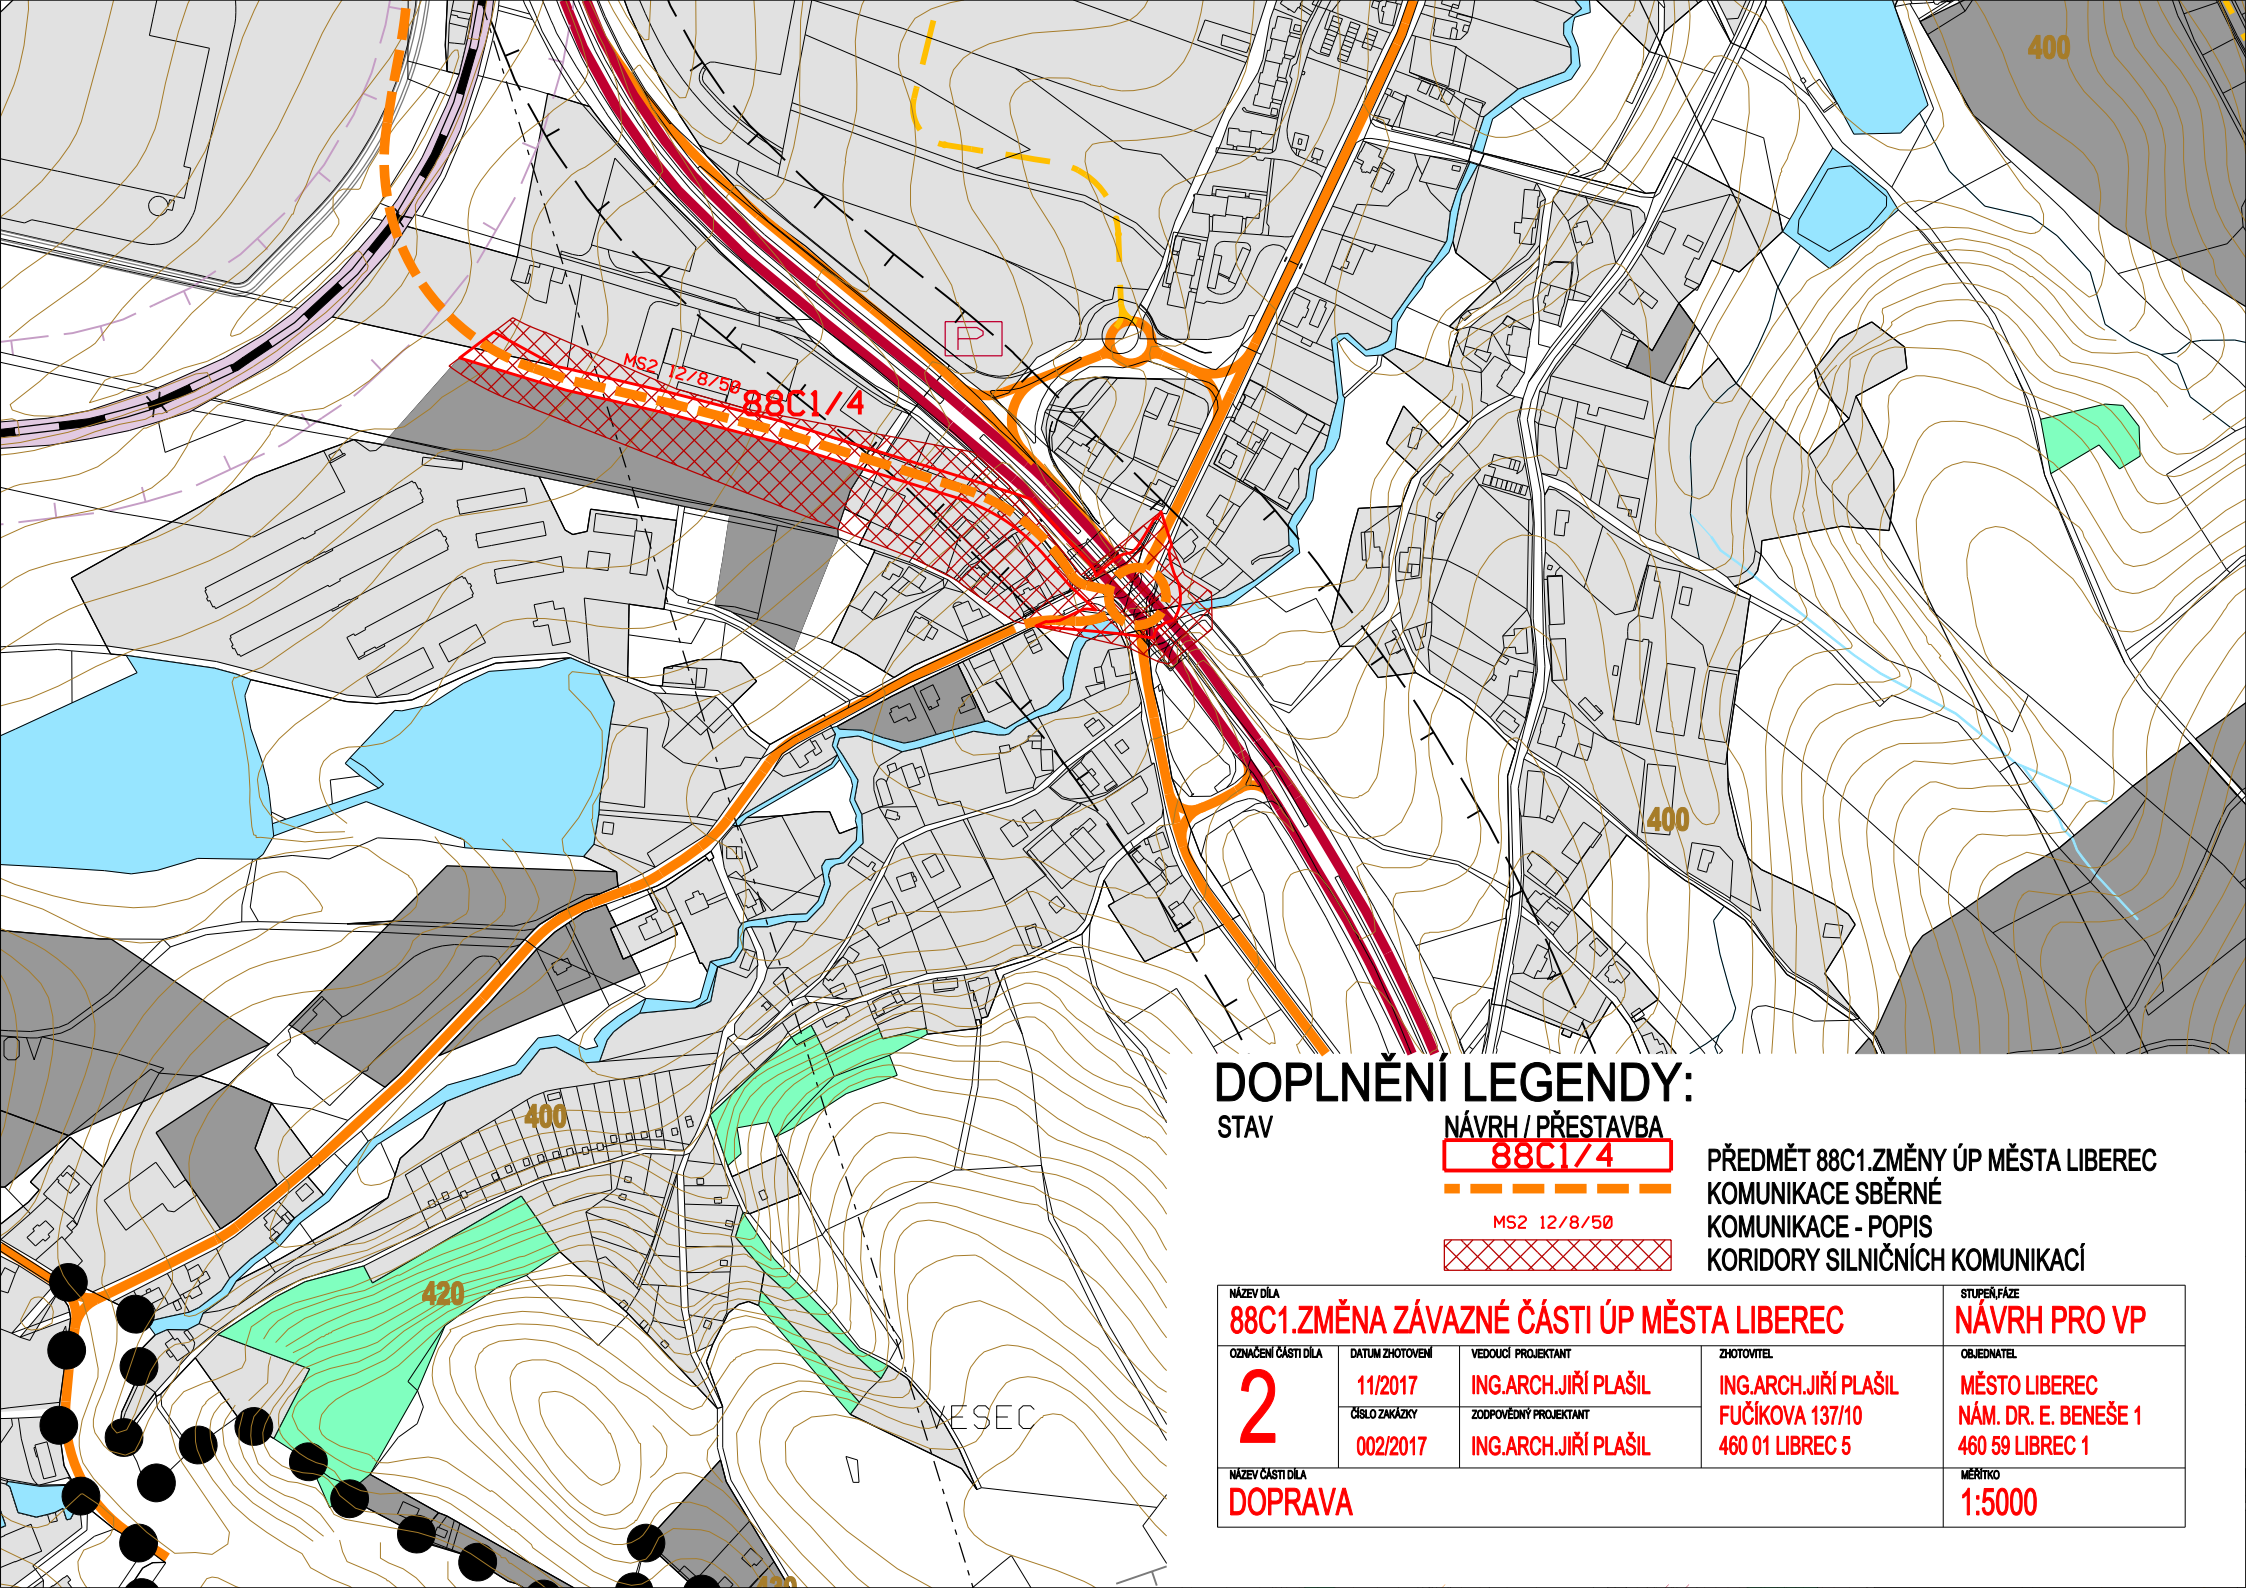 400
P
MS2 12/8/50
88C1/4
400
400
420
VESEC
DOPLNĚNÍ LEGENDY:
STAV
NÁVRH / PŘESTAVBA
88C1/4
PŘEDMĚT 88C1.ZMĚNY ÚP MĚSTA LIBEREC
KOMUNIKACE SBĚRNÉ
MS2 12/8/50
KOMUNIKACE - POPIS
KORIDORY SILNIČNÍCH KOMUNIKACÍ
NÁZEV DÍLA
88C1.ZMĚNA ZÁVAZNÉ ČÁSTI ÚP MĚSTA LIBEREC
STUPEŇ,FÁZE
NÁVRH PRO VP
OZNAČENÍ ČÁSTI DÍLA
2
DATUM ZHOTOVENÍ
11/2017
ČÍSLO ZAKÁZKY
002/2017
VEDOUCÍ PROJEKTANT
ING.ARCH.JIŘÍ PLAŠIL
ZODPOVĚDNÝ PROJEKTANT
ING.ARCH.JIŘÍ PLAŠIL
ZHOTOVITEL
ING.ARCH.JIŘÍ PLAŠIL
FUČÍKOVA 137/10
460 01 LIBREC 5
OBJEDNATEL
MĚSTO LIBEREC
NÁM. DR. E. BENEŠE 1
460 59 LIBREC 1
NÁZEV ČÁSTI DÍLA
DOPRAVA
MĚŘÍTKO
1:5000